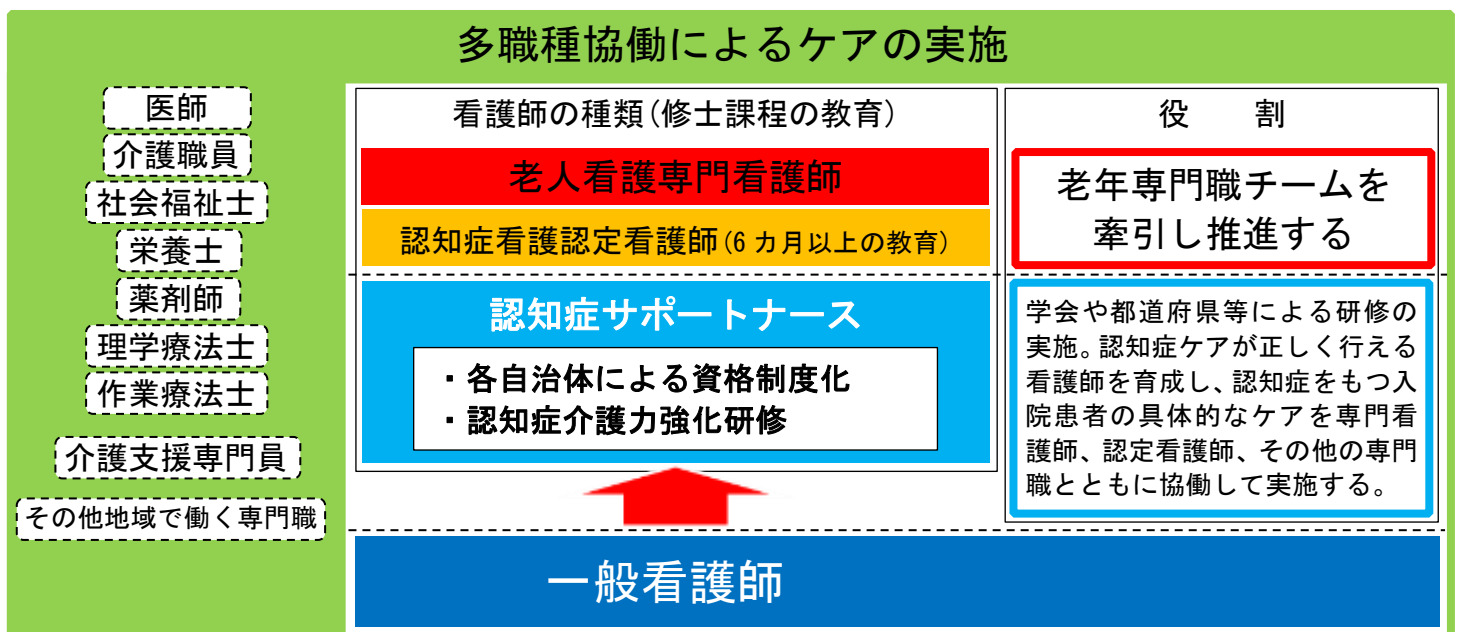 多職種協働によるケアの実施
医師
介護職員
社会福祉士
栄養士
薬剤師
理学療法士
作業療法士
介護支援専門員
その他地域で働く専門職
看護師の種類(修士課程の教育)
老人看護専門看護師
認知症看護認定看護師(6 カ月以上の教育)
認知症サポートナース
・各自治体による資格制度化
・認知症介護力強化研修
役 割
老年専門職チームを
牽引し推進する
学会や都道府県等による研修の
実施。認知症ケアが正しく行える
看護師を育成し、認知症をもつ入
院患者の具体的なケアを専門看
護師、認定看護師、その他の専門
職とともに協働して実施する。
一般看護師